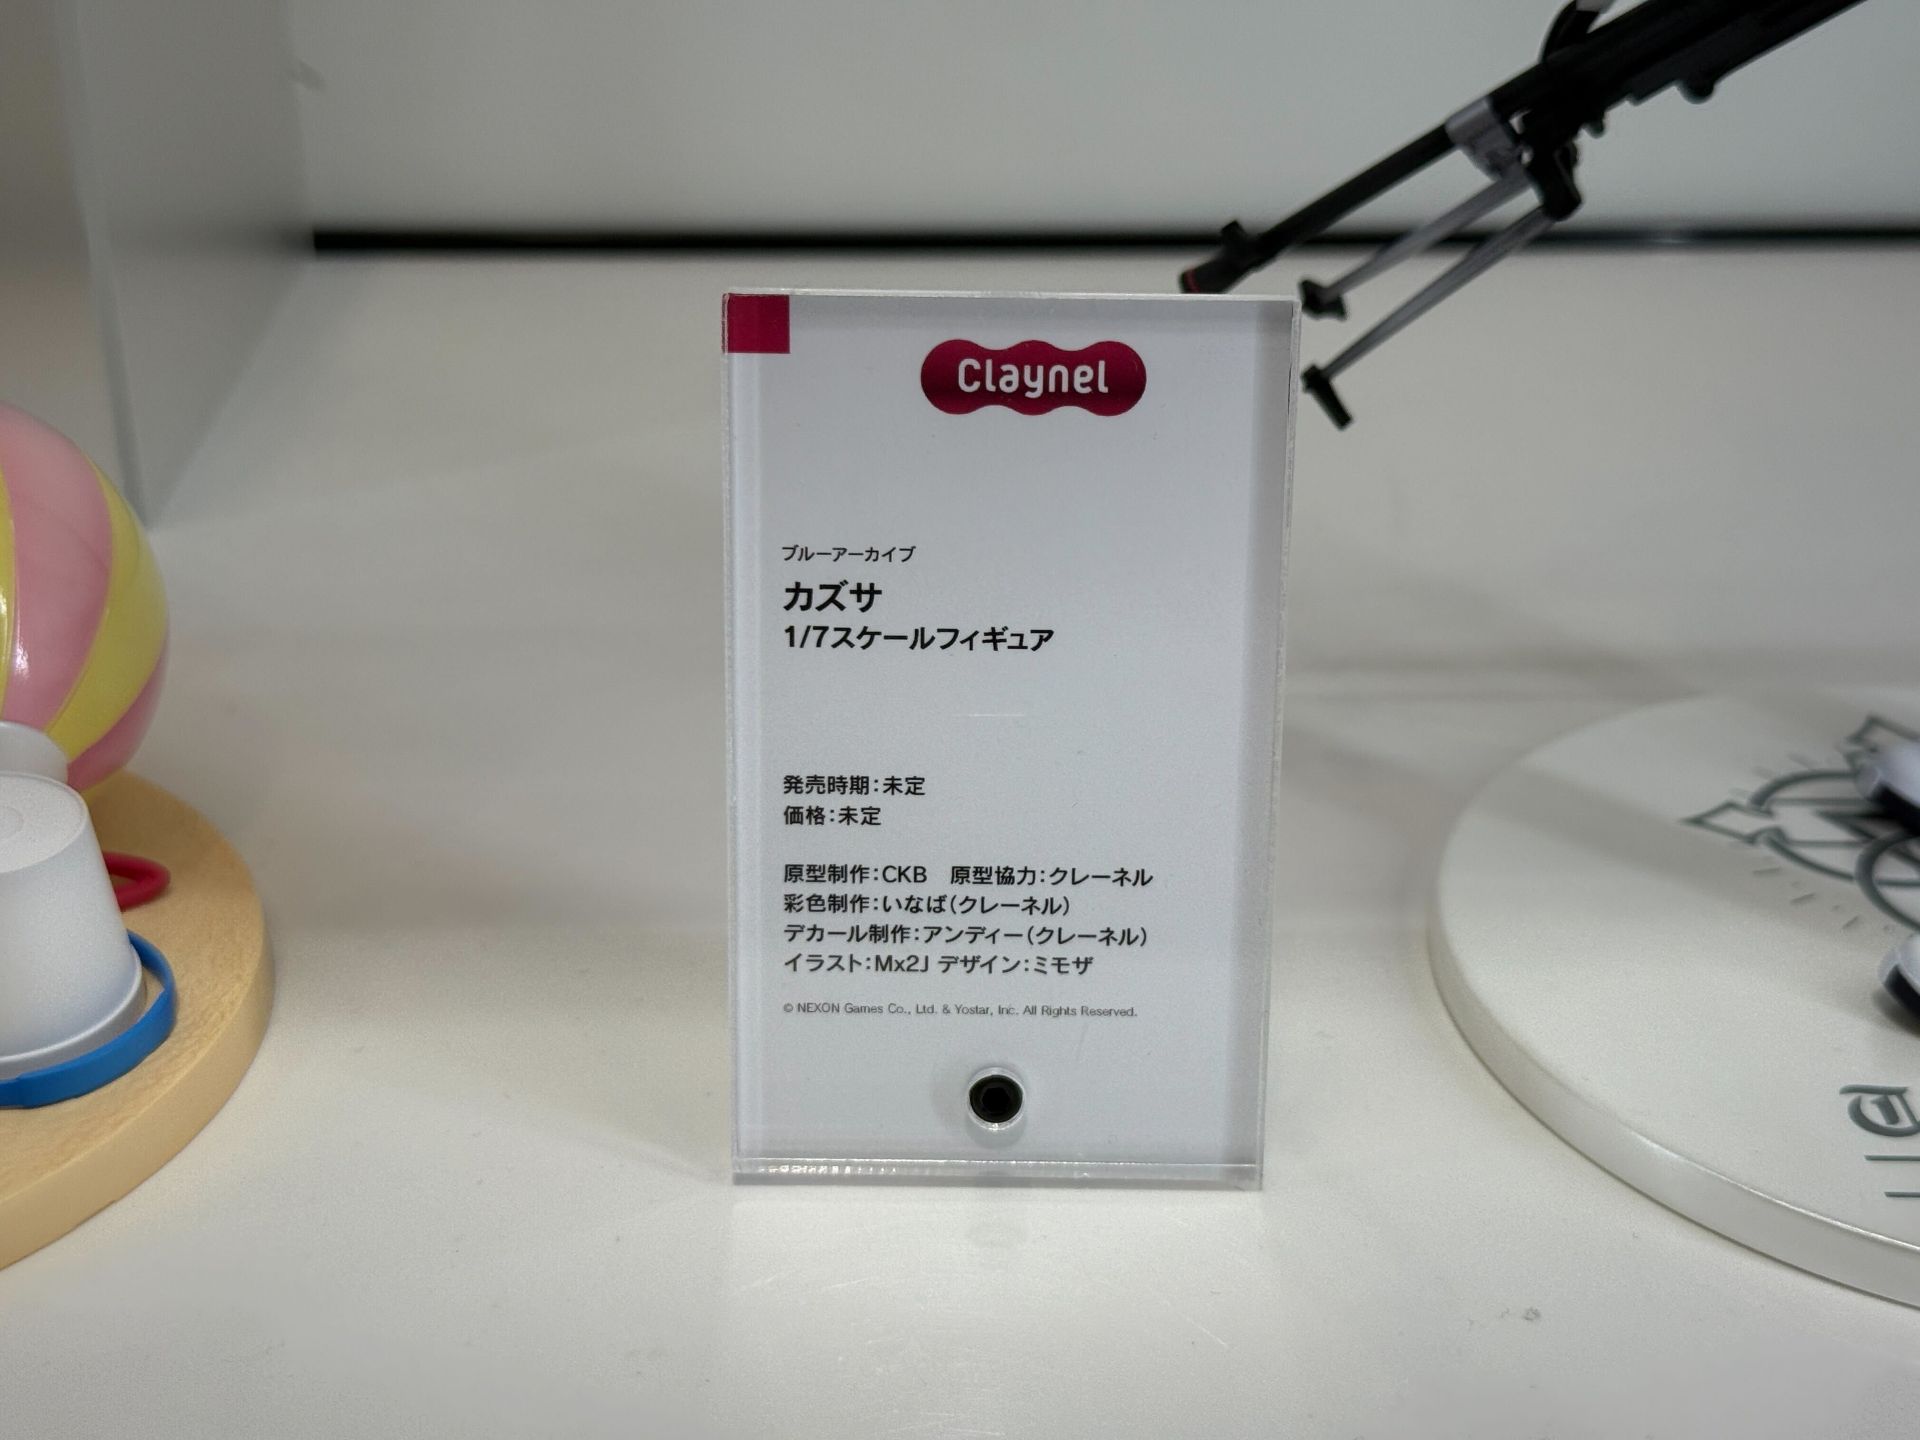 Claynel
ブルーアーカイブ
カズサ
1/7スケールフィギュア
発売時期：未定
価格：未定
原型制作：CKB　原型協力：クレーネル
彩色制作：いなば（クレーネル）
デカール制作：アンディー（クレーネル）
イラスト：Mx2J デザイン：ミモザ
© NEXON Games Co., Ltd. & Yostar, Inc. All Rights Reserved.